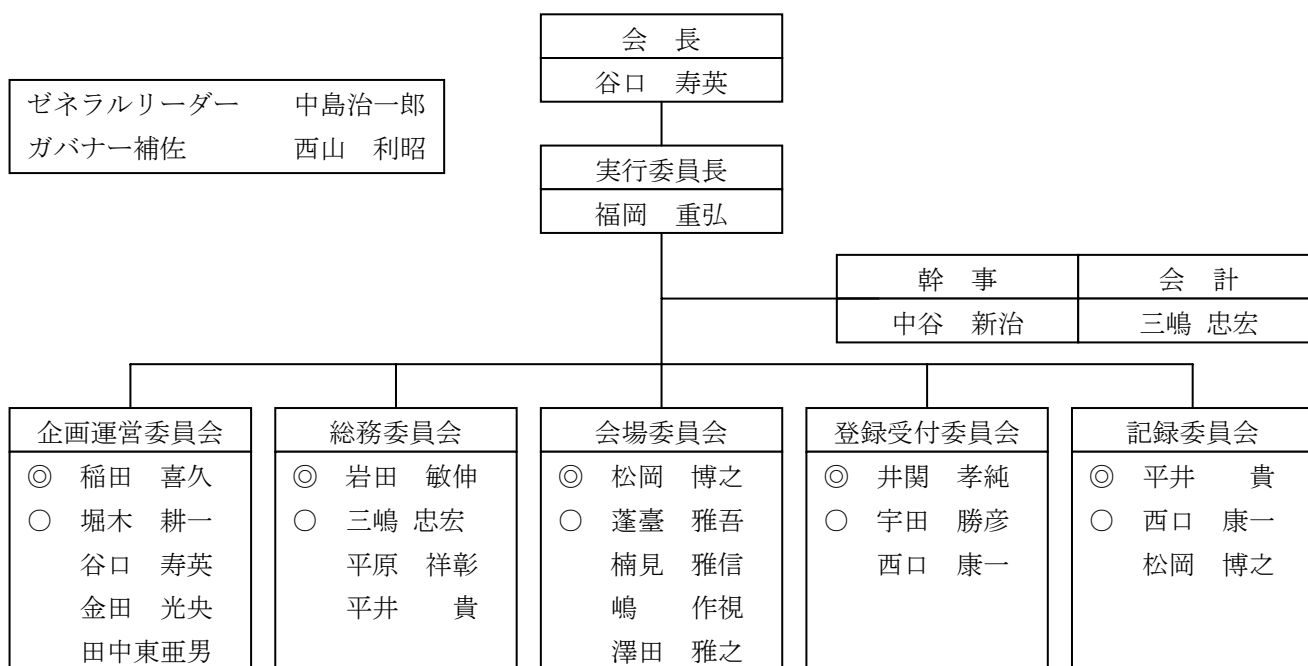 会　長
谷口　寿英
ゼネラルリーダー　　中島治一郎
ガバナー補佐　　　　西山　利昭
実行委員長
福岡　重弘
幹　事　　会　計
中谷　新治　　三嶋 忠宏
企画運営委員会
◎　稲田　喜久
○　堀木　耕一
谷口　寿英
金田　光央
田中東亜男
総務委員会
◎　岩田　敏伸
○　三嶋 忠宏
平原　祥彰
平井　　貴
会場委員会
◎　松岡　博之
○　蓬臺　雅吾
楠見　雅信
嶋　　作視
澤田　雅之
登録受付委員会
◎　井関　孝純
○　宇田　勝彦
西口　康一
記録委員会
◎　平井　　貴
○　西口　康一
松岡　博之